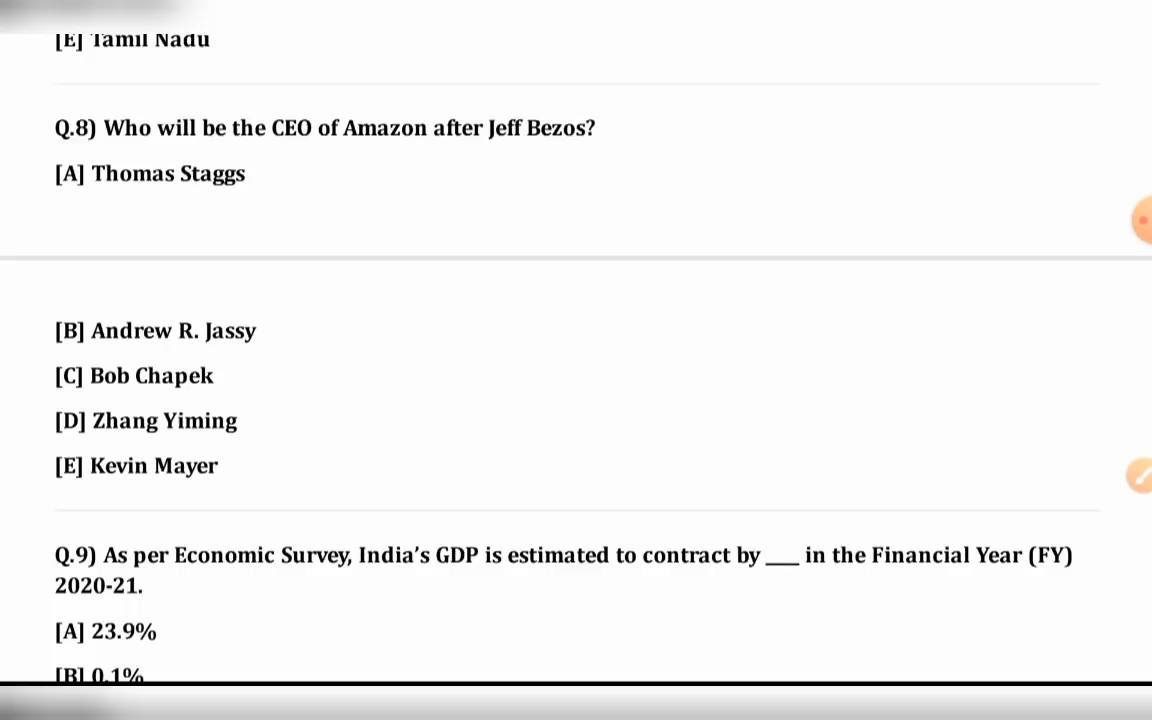 [E] Tamil Nadu
Q.8) Who will be the CEO of Amazon after Jeff Bezos?
[A] Thomas Staggs
[B] Andrew R. Jassy
[C] Bob Chapek
[D] Zhang Yiming
[E] Kevin Mayer
Q.9) As per Economic Survey, India's GDP is estimated to contract by ___ in the Financial Year (FY)
2020-21.
[A] 23.9%
[B] 0.1%